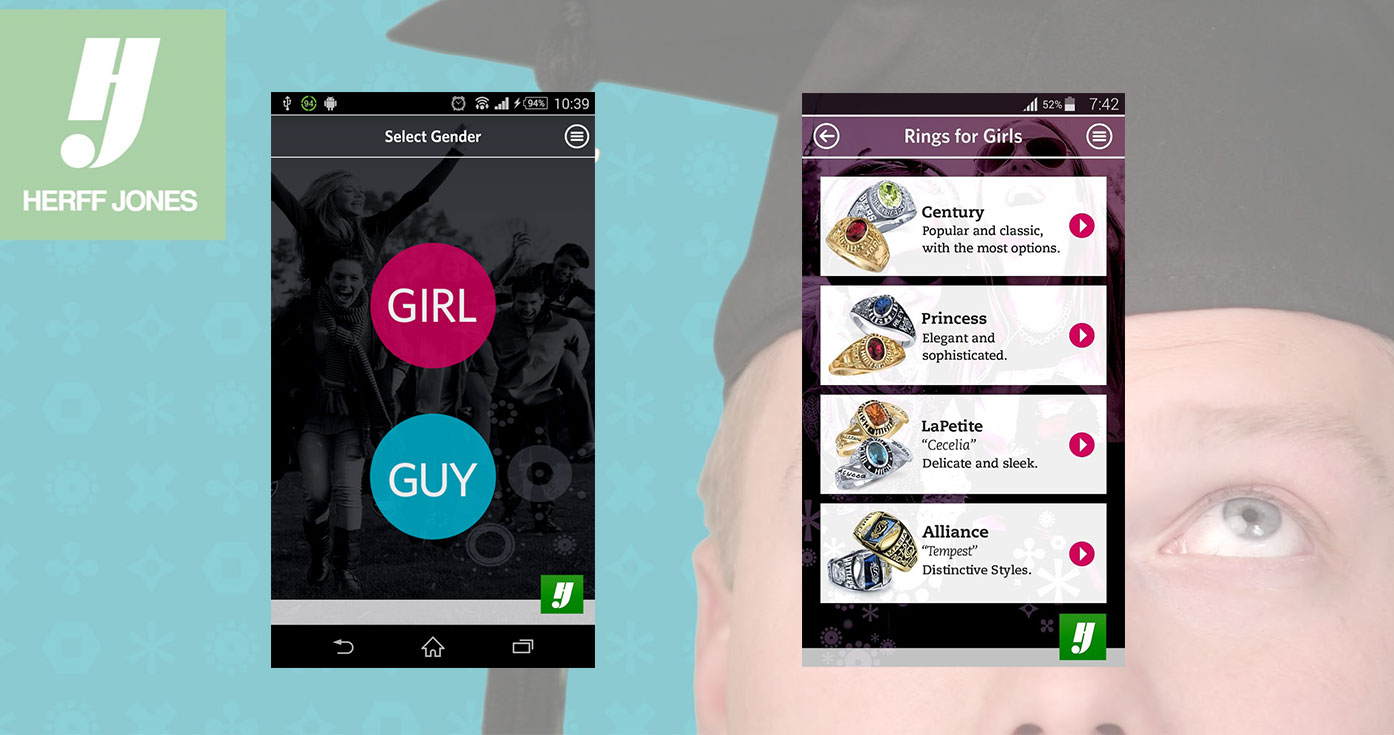 HERFF JONES
94
94%
10:39
Select Gender
GIRL
GUY
52%
7:42
Rings for Girls
Century
Popular and classic,
with the most options.
Princess
Elegant and
sophisticated.
LaPetite
“Cecelia”
Delicate and sleek.
Alliance
“Tempest”
Distinctive Styles.